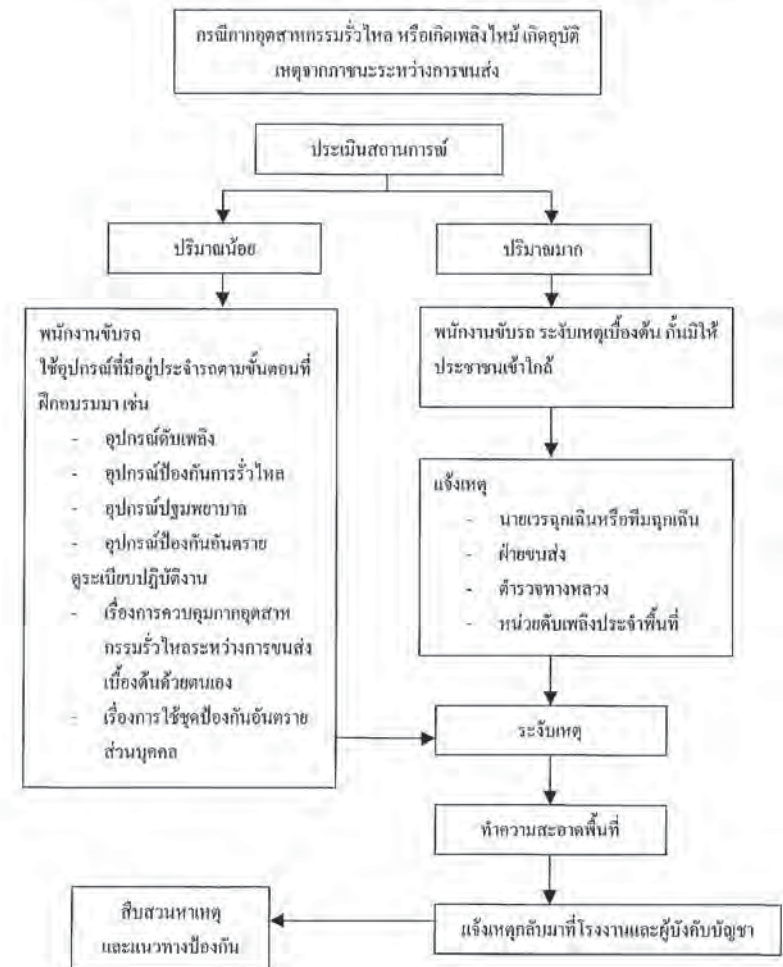 กรณีกากอุตสาหกรรมรั่วไหล หรือเกิดเพลิงไหม้ เกิดอุบัติ
เหตุจากภาชนะระหว่างการขนส่ง
ประเมินสถานการณ์
ปริมาณน้อย
ปริมาณมาก
พนักงานขับรถ
ใช้อุปกรณ์ที่มีอยู่ประจำรถตามขั้นตอนที่
ฝึกอบรมมา เช่น
- อุปกรณ์ดับเพลิง
- อุปกรณ์ป้องกันการรั่วไหล
- อุปกรณ์ปฐมพยาบาล
- อุปกรณ์ป้องกันอันตราย
ดูระเบียบปฏิบัติงาน
- เรื่องการควบคุมกากอุตสาห
กรรมรั่วไหลระหว่างการขนส่ง
เบื้องต้นด้วยตนเอง
- เรื่องการใช้ชุดป้องกันอันตราย
ส่วนบุคคล
พนักงานขับรถ ระงับเหตุเบื้องต้น กั้นมิให้
ประชาชนเข้าใกล้
แจ้งเหตุ
- นายเวรฉุกเฉินหรือทีมฉุกเฉิน
- ฝ่ายขนส่ง
- ตำรวจทางหลวง
- หน่วยดับเพลิงประจำพื้นที่
ระงับเหตุ
ทำความสะอาดพื้นที่
แจ้งเหตุกลับมาที่โรงงานและผู้บังคับบัญชา
สืบสวนหาเหตุ
และแนวทางป้องกัน